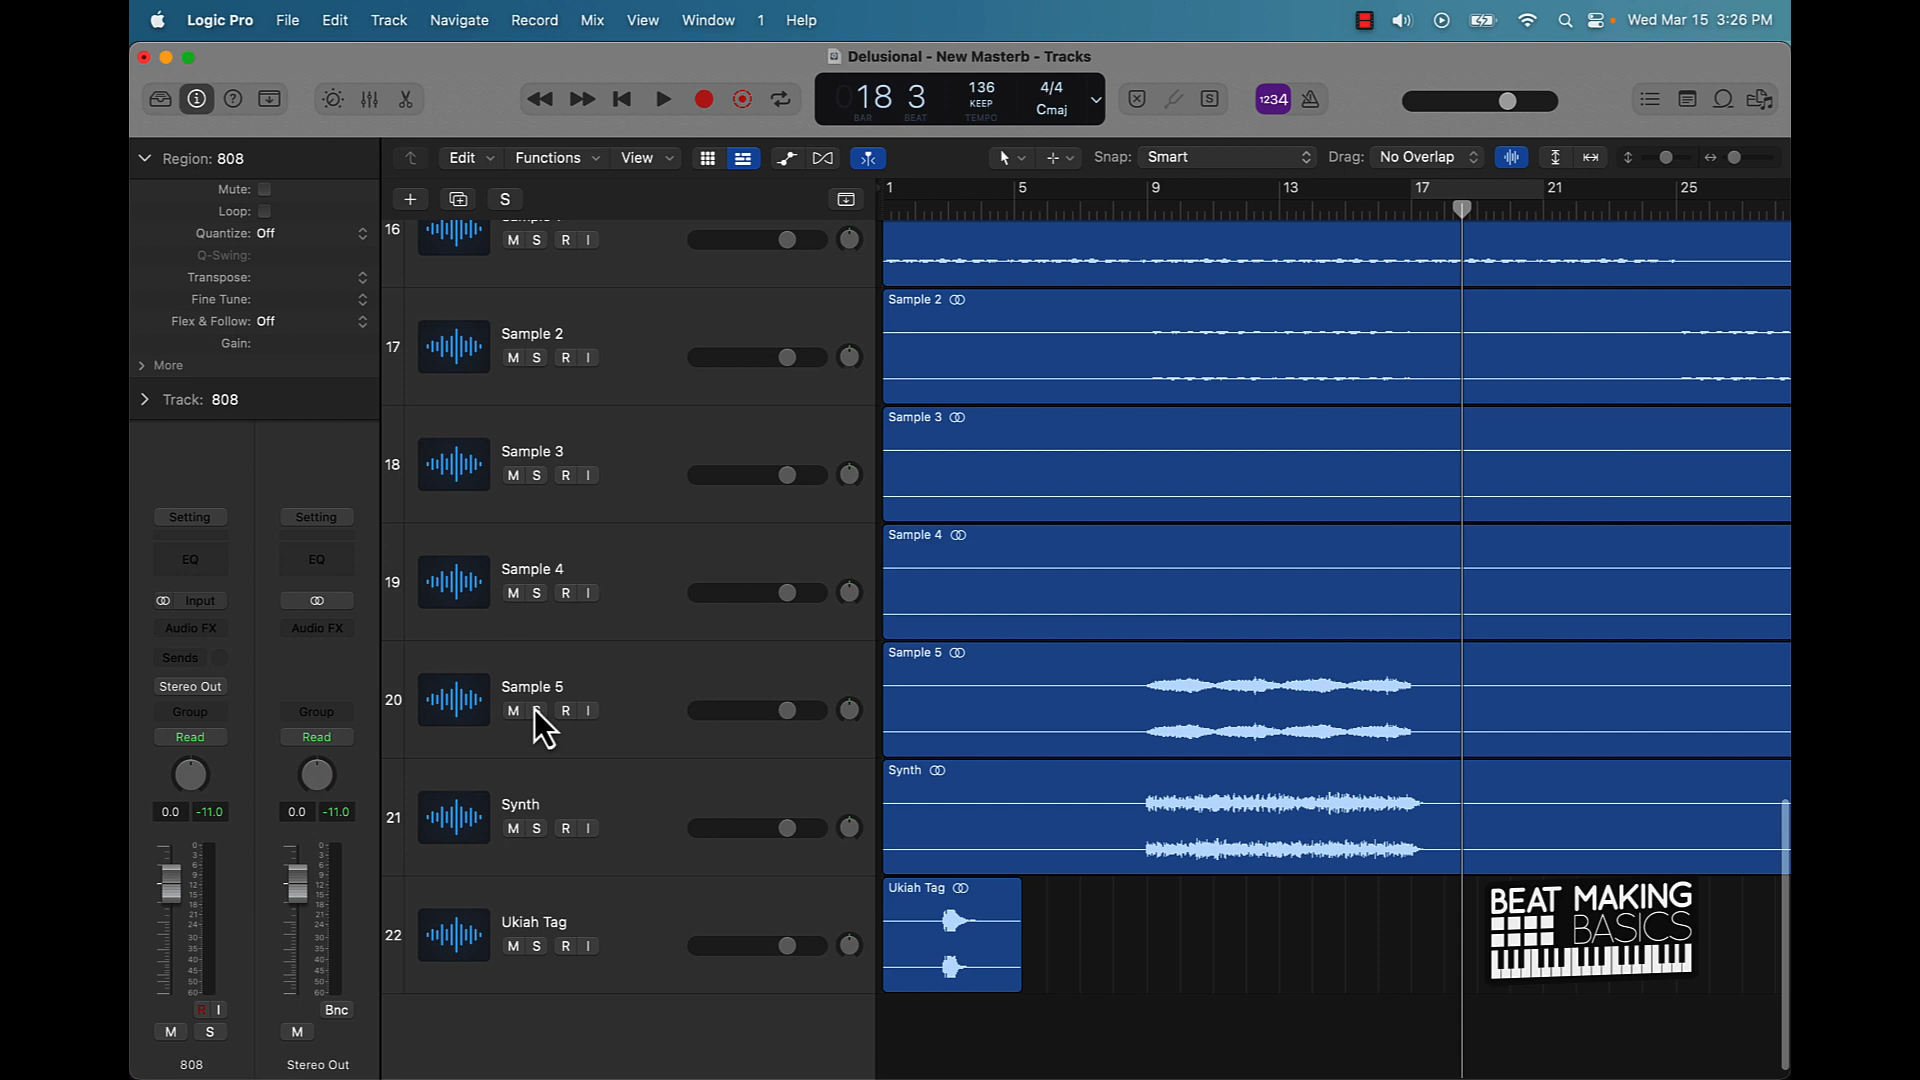 Logic Pro File Edit Track Navigate Record Mix View Window 1 Help Wed Mar 15 3:26 PM
Delusional - New Masterb - Tracks
18 3 136 4/4
KEEP Cmaj
BAR BEAT TEMPO
1234
Region: 808
Mute:
Loop:
Quantize: Off
Q-Swing:
Transpose:
Fine Tune:
Flex & Follow: Off
Gain:
More
Track: 808
Edit Functions View Snap: Smart Drag: No Overlap
S
1 5 9 13 17 21 25
16 M S R I
17 Sample 2 M S R I
Sample 2
18 Sample 3 M S R I
Sample 3
19 Sample 4 M S R I
Sample 4
20 Sample 5 M S R I
Sample 5
21 Synth M S R I
Synth
22 Ukiah Tag M S R I
Ukiah Tag
Setting Setting
EQ EQ
Input
Audio FX Audio FX
Sends
Stereo Out
Group Group
Read Read
0.0 -11.0 0.0 -11.0
R I Bnc
M S M
808 Stereo Out
BEAT MAKING
BASICS